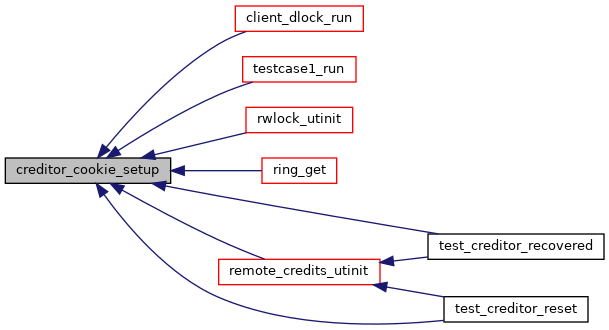 client_dlock_run
testcase1_run
rwlock_utinit
creditor_cookie_setup
ring_get
test_creditor_recovered
remote_credits_utinit
test_creditor_reset